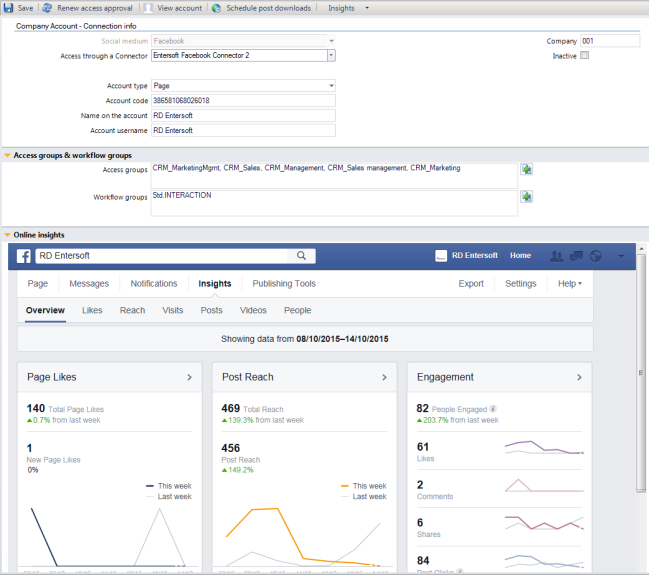 Save Renew access approval View account Schedule post downloads Insights
Company Account - Connection info
Social medium Facebook Company 001
Access through a Connector Entersoft Facebook Connector 2 Inactive
Account type Page
Account code 386581068026018
Name on the account RD Entersoft
Account username RD Entersoft
Access groups & workflow groups
Access groups CRM_MarketingMgmt, CRM_Sales, CRM_Management, CRM_Sales management, CRM_Marketing
Workflow groups Std.INTERACTION
Online insights
f RD Entersoft RD Entersoft Home
Page Messages Notifications Insights Publishing Tools Export Settings Help
Overview Likes Reach Visits Posts Videos People
Showing data from 08/10/2015–14/10/2015
Page Likes > Post Reach > Engagement >
140 Total Page Likes 469 Total Reach 82 People Engaged i
0.7% from last week 139.3% from last week 203.7% from last week
1 456 61
New Page Likes Post Reach Likes
0% 149.2%
2
Comments
This week This week
Last week Last week
6
Shares
84
Post Clicks